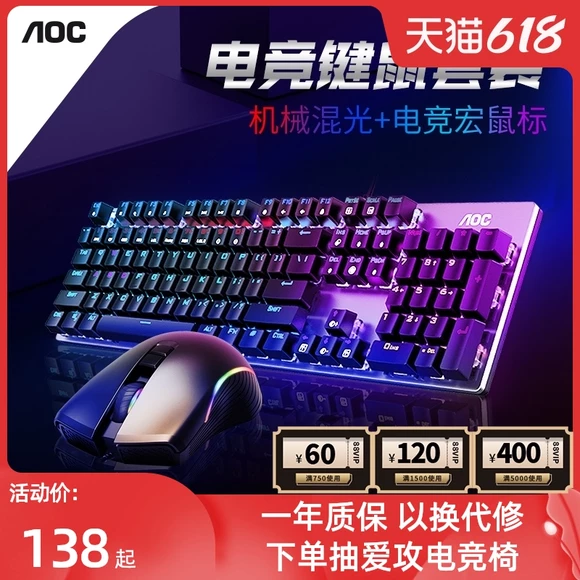 AOC
天猫618
电竞键鼠套装
机械混光+电竞宏鼠标
AOC
¥60
满750使用
88VIP
¥120
满1500使用
88VIP
¥400
满5000使用
88VIP
活动价:
138起
一年质保 以换代修
下单抽爱攻电竞椅